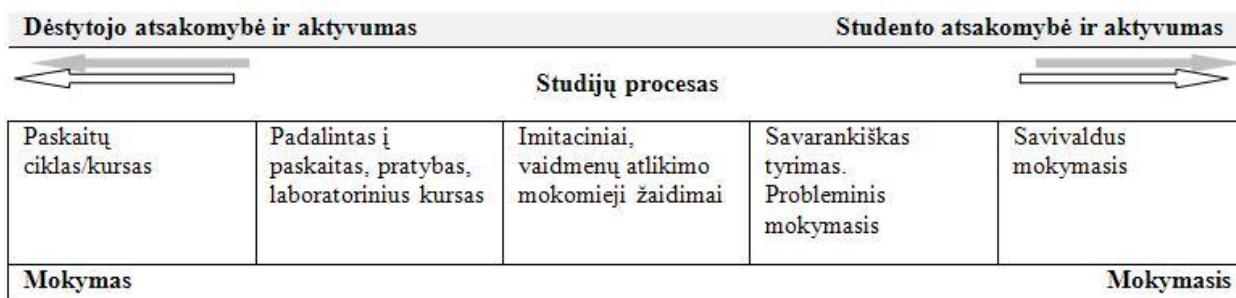 Dėstytojo atsakomybė ir aktyvumas Studento atsakomybė ir aktyvumas
Studijų procesas
Paskaitų
ciklas/kursas
Padalintas į
paskaitas, pratybas,
laboratorinius kursas
Imitaciniai,
vaidmenų atlikimo
mokomieji žaidimai
Savarankiškas
tyrimas.
Probleminis
mokymasis
Savivaldus
mokymasis
Mokymas Mokymasis